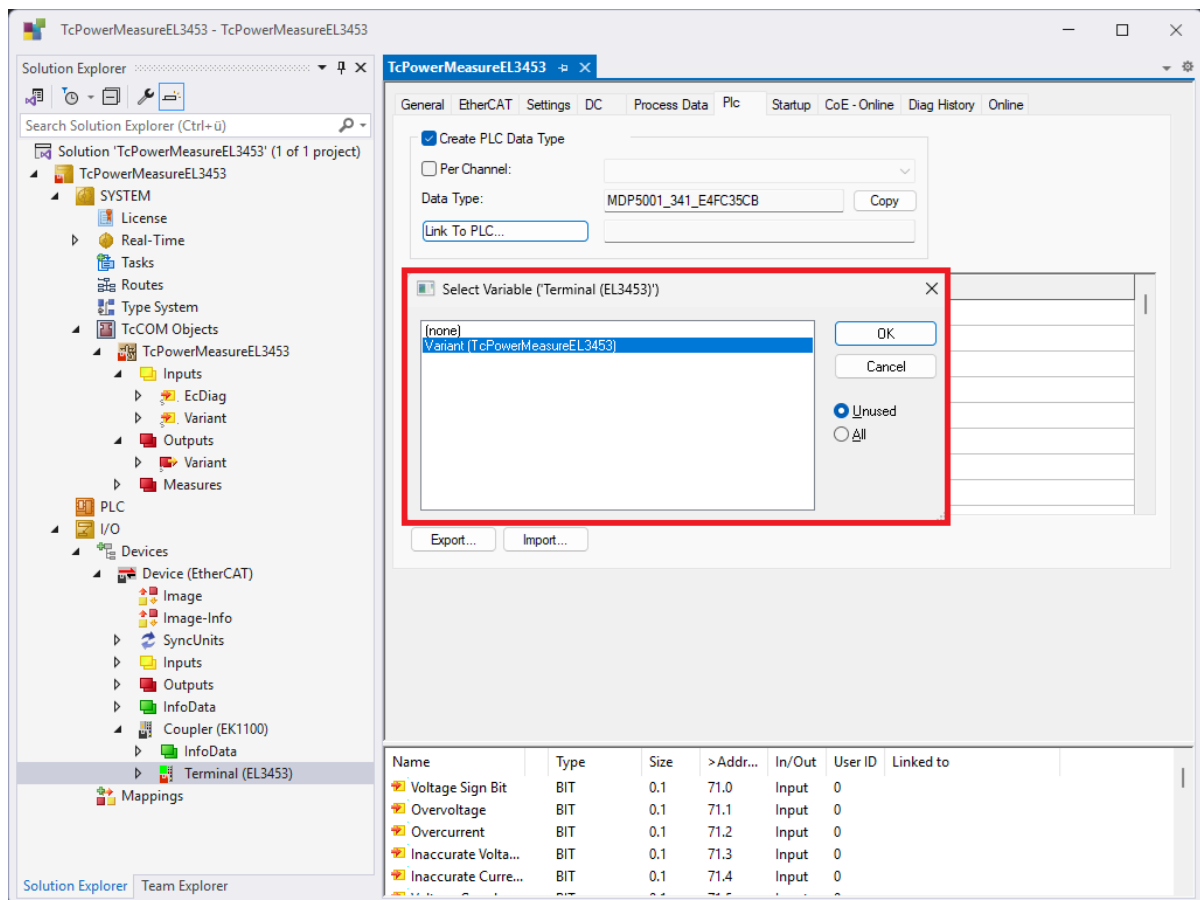 TcPowerMeasureEL3453 - TcPowerMeasureEL3453
Solution Explorer
Search Solution Explorer (Ctrl+ü)
Solution 'TcPowerMeasureEL3453' (1 of 1 project)
TcPowerMeasureEL3453
SYSTEM
License
Real-Time
Tasks
Routes
Type System
TcCOM Objects
TcPowerMeasureEL3453
Inputs
EcDiag
Variant
Outputs
Variant
Measures
PLC
I/O
Devices
Device (EtherCAT)
Image
Image-Info
SyncUnits
Inputs
Outputs
InfoData
Coupler (EK1100)
InfoData
Terminal (EL3453)
Mappings
Solution Explorer Team Explorer
TcPowerMeasureEL3453
General EtherCAT Settings DC Process Data Plc Startup CoE - Online Diag History Online
Create PLC Data Type
Per Channel:
Data Type: MDP5001_341_E4FC35CB Copy
Link To PLC...
Select Variable ('Terminal (EL3453)')
(none)
Variant (TcPowerMeasureEL3453)
OK
Cancel
Unused
All
Export... Import...
Name Type Size >Addr... In/Out User ID Linked to
Voltage Sign Bit BIT 0.1 71.0 Input 0
Overvoltage BIT 0.1 71.1 Input 0
Overcurrent BIT 0.1 71.2 Input 0
Inaccurate Volta... BIT 0.1 71.3 Input 0
Inaccurate Curre... BIT 0.1 71.4 Input 0